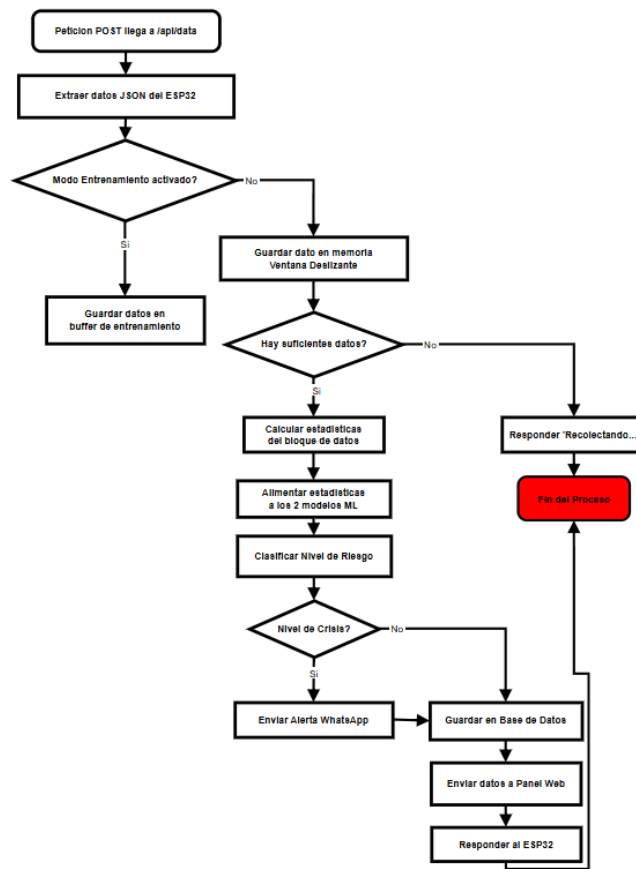 Peticion POST llega a /api/data
Extraer datos JSON del ESP32
Modo Entrenamiento activado?
No
Si
Guardar dato en memoria
Ventana Deslizante
Guardar datos en
buffer de entrenamiento
Hay suficientes datos?
No
Si
Calcular estadisticas
del bloque de datos
Responder 'Recolectando...
Alimentar estadisticas
a los 2 modelos ML
Fin del Proceso
Clasificar Nivel de Riesgo
Nivel de Crisis?
No
Si
Enviar Alerta WhatsApp
Guardar en Base de Datos
Enviar datos a Panel Web
Responder al ESP32